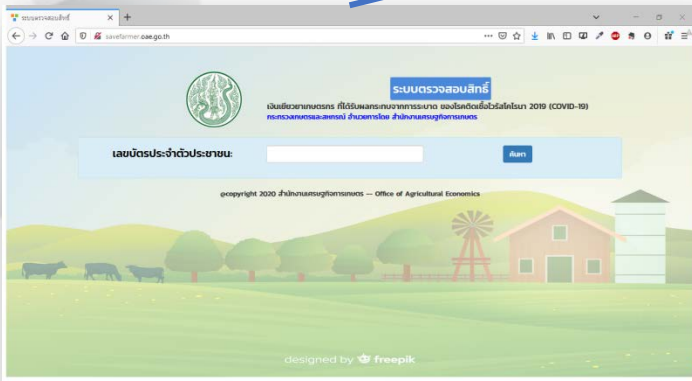 ระบบตรวจสอบสิทธิ์
savefarmer.oae.go.th
ระบบตรวจสอบสิทธิ์
เงินเยียวยาเกษตรกร ที่ได้รับผลกระทบจากการระบาด ของโรคติดเชื้อไวรัสโคโรนา 2019 (COVID-19)
กระทรวงเกษตรและสหกรณ์ อำนวยการโดย สำนักงานเศรษฐกิจการเกษตร
เลขบัตรประจำตัวประชาชน:
ค้นหา
@copyright 2020 สำนักงานเศรษฐกิจการเกษตร --- Office of Agricultural Economics
designed by freepik